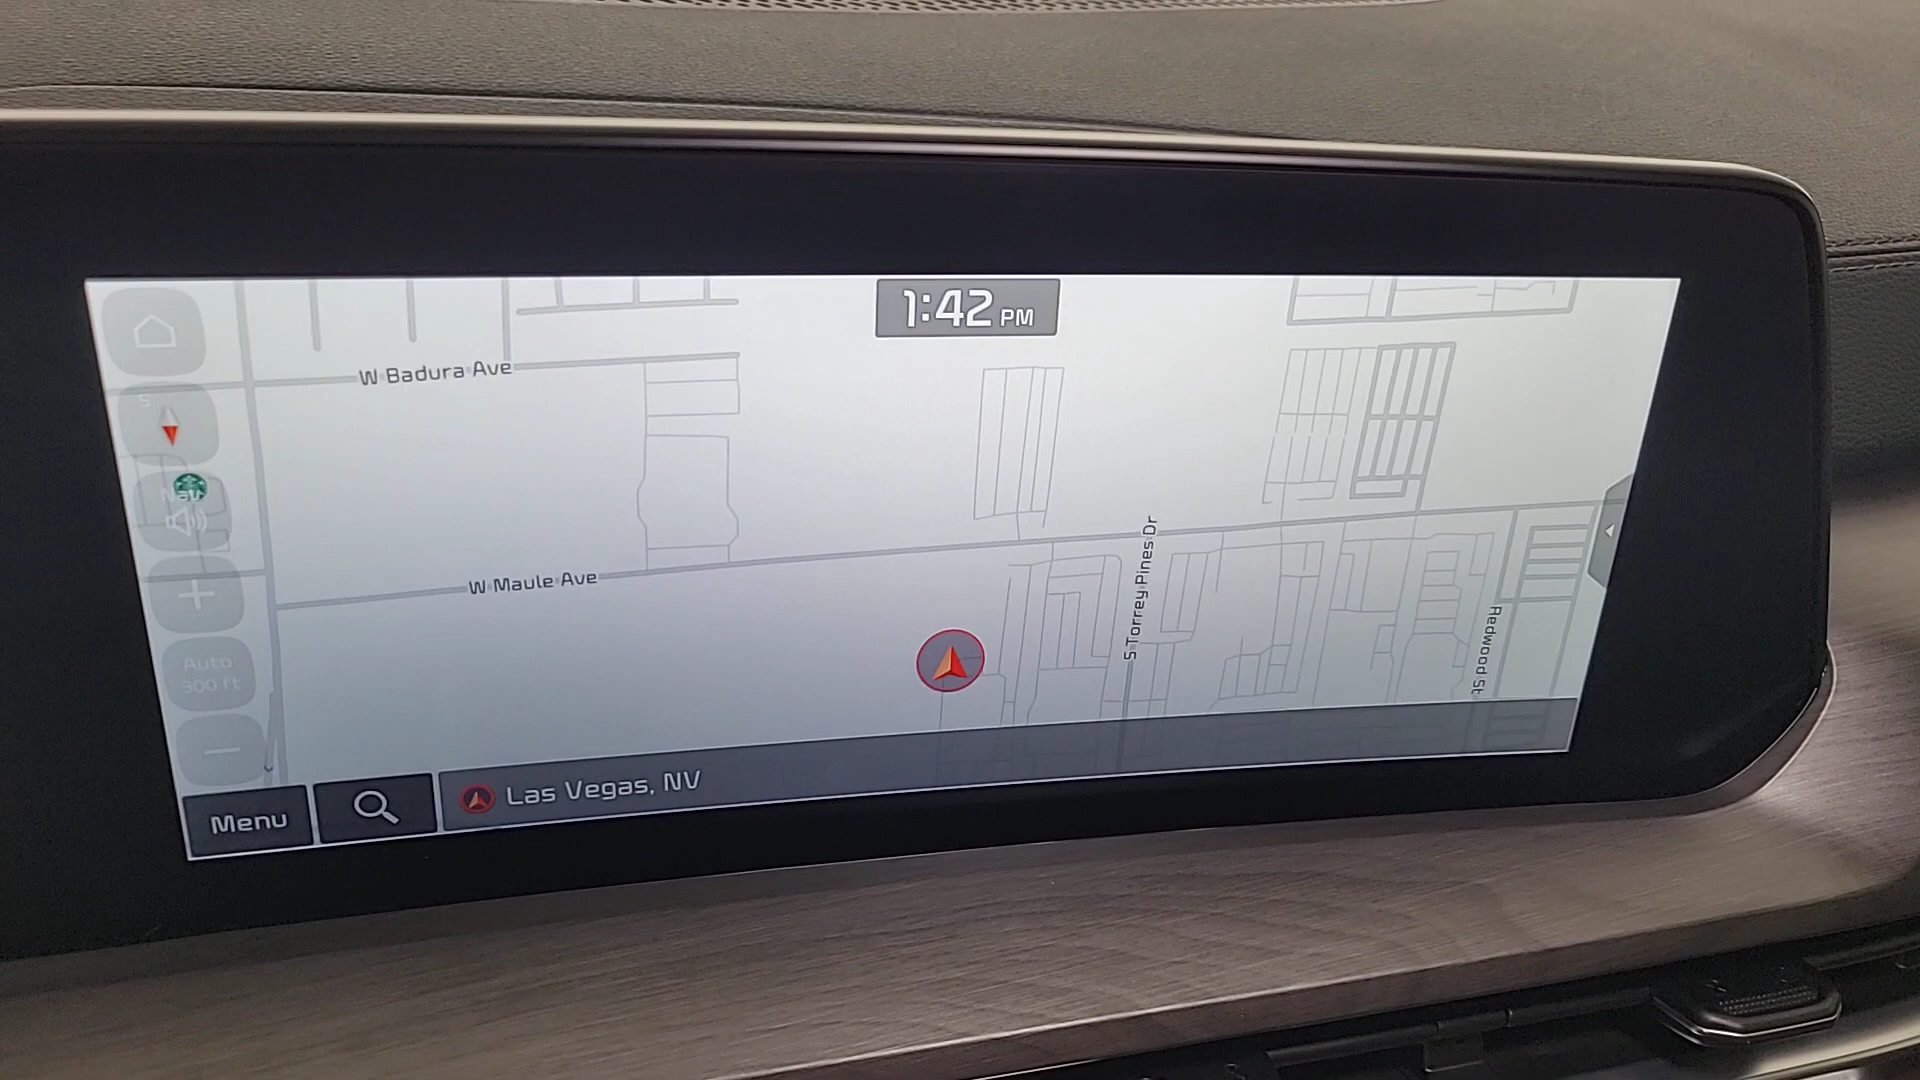 1:42 PM
W Badura Ave
S
Nav
W Maule Ave
S Torrey Pines Dr
Redwood St
Auto
300 ft
Las Vegas, NV
Menu